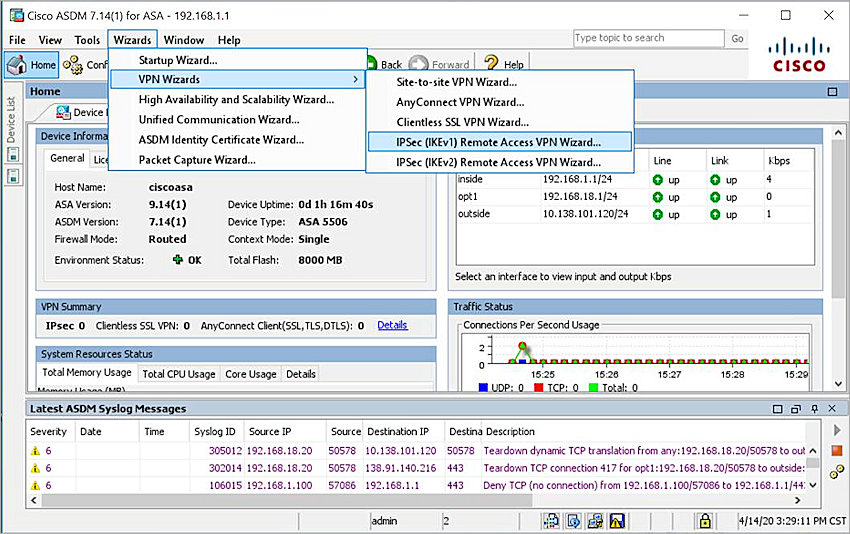 Cisco ASDM 7.14(1) for ASA - 192.168.1.1
File View Tools Wizards Window Help
Type topic to search Go
CISCO
Home Conf Back Forward Help
Startup Wizard...
VPN Wizards
High Availability and Scalability Wizard...
Unified Communication Wizard...
ASDM Identity Certificate Wizard...
Packet Capture Wizard...
Site-to-site VPN Wizard...
AnyConnect VPN Wizard...
Clientless SSL VPN Wizard...
IPSec (IKEv1) Remote Access VPN Wizard...
IPSec (IKEv2) Remote Access VPN Wizard...
Device List
Home
Device
Device Informa
General Lice
Host Name: ciscoasa
ASA Version: 9.14(1) Device Uptime: 0d 1h 16m 40s
ASDM Version: 7.14(1) Device Type: ASA 5506
Firewall Mode: Routed Context Mode: Single
Environment Status: OK Total Flash: 8000 MB
Line Link Kbps
inside 192.168.1.1/24 up up 4
opt1 192.168.18.1/24 up up 0
outside 10.138.101.120/24 up up 1
Select an interface to view input and output Kbps
VPN Summary
IPsec 0 Clientless SSL VPN: 0 AnyConnect Client(SSL,TLS,DTLS): 0 Details
System Resources Status
Total Memory Usage Total CPU Usage Core Usage Details
Memory Usage (MB)
Traffic Status
Connections Per Second Usage
2
0
15:25 15:26 15:27 15:28 15:29
UDP: 0 TCP: 0 Total: 0
Latest ASDM Syslog Messages
Severity Date Time Syslog ID Source IP Source Destination IP Destina Description
6 305012 192.168.18.20 50578 10.138.101.120 50578 Teardown dynamic TCP translation from any:192.168.18.20/50578 to out
6 302014 192.168.18.20 50578 138.91.140.216 443 Teardown TCP connection 417 for opt1:192.168.18.20/50578 to outside:
6 106015 192.168.1.100 57086 192.168.1.1 443 Deny TCP (no connection) from 192.168.1.100/57086 to 192.168.1.1/44
admin 2 4/14/20 3:29:11 PM CST